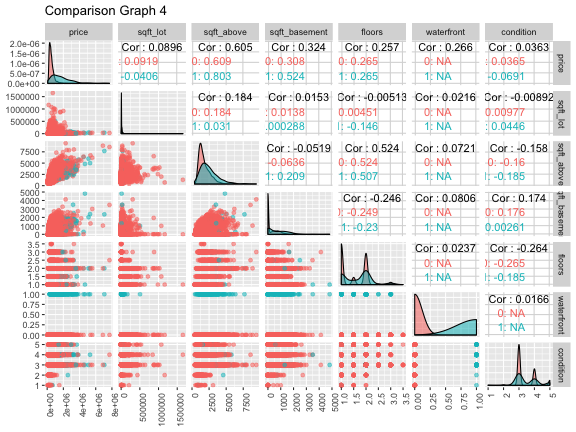 Comparison Graph 4
price sqft_lot sqft_above sqft_basement floors waterfront condition
2.0e-06 Cor : 0.0896 Cor : 0.605 Cor : 0.324 Cor : 0.257 Cor : 0.266 Cor : 0.0363
1.5e-06 0.0919 0: 0.609 0: 0.308 0: 0.265 0: NA 0.0365 price
1.0e-06
5.0e-07 -0.0406 1: 0.803 1: 0.524 1: 0.265 1: NA -0.0691
0.0e+00
1500000 Cor : 0.184 Cor : 0.0153 Cor : -0.00513 Cor : 0.0216 Cor : -0.00892
1000000 0: 0.184 0.0138 0.00451 0: NA 0.00977 sqft_lot
500000 1: 0.031 .000288 -0.146 1: NA 0.0446
0
7500 Cor : -0.0519 Cor : 0.524 Cor : 0.0721 Cor : -0.158
5000 -0.0636 0: 0.524 0: NA 0: -0.16 sqft_above
2500 1: 0.209 1: 0.507 1: NA -0.185
0
5000 Cor : -0.246 Cor : 0.0806 Cor : 0.174
4000
3000 -0.249 0: NA 0: 0.176 ft_baseme
2000
1000 1: -0.23 1: NA 0.00261
0
3.5 Cor : 0.0237 Cor : -0.264
3.0
2.5 0: NA -0.265 floors
2.0
1.5 1: NA -0.185
1.0
1.00 Cor : 0.0166
0.75 0: NA waterfront
0.50
0.25 1: NA
0.00
5 condition
4
3
2
1
0e+00 2e+06 4e+06 6e+06 8e+06 0 500000 1000000 1500000 0 2500 5000 7500 0 1000 2000 3000 4000 5000 1.0 1.5 2.0 2.5 3.0 3.5 0.00 0.25 0.50 0.75 1.00 1 2 3 4 5